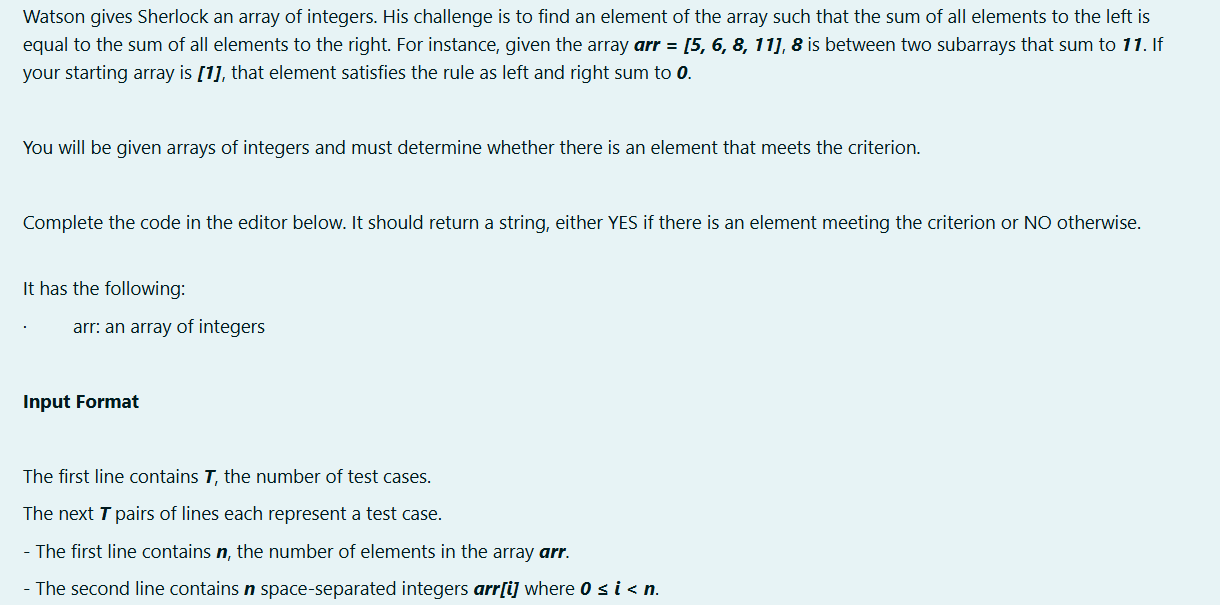 Watson gives Sherlock an array of integers. His challenge is to find an element of the array such that the sum of all elements to the left is
equal to the sum of all elements to the right. For instance, given the array arr = [5, 6, 8, 11], 8 is between two subarrays that sum to 11. If
your starting array is [1], that element satisfies the rule as left and right sum to 0.
You will be given arrays of integers and must determine whether there is an element that meets the criterion.
Complete the code in the editor below. It should return a string, either YES if there is an element meeting the criterion or NO otherwise.
It has the following:
· arr: an array of integers
Input Format
The first line contains T, the number of test cases.
The next T pairs of lines each represent a test case.
- The first line contains n, the number of elements in the array arr.
- The second line contains n space-separated integers arr[i] where 0 ≤ i < n.